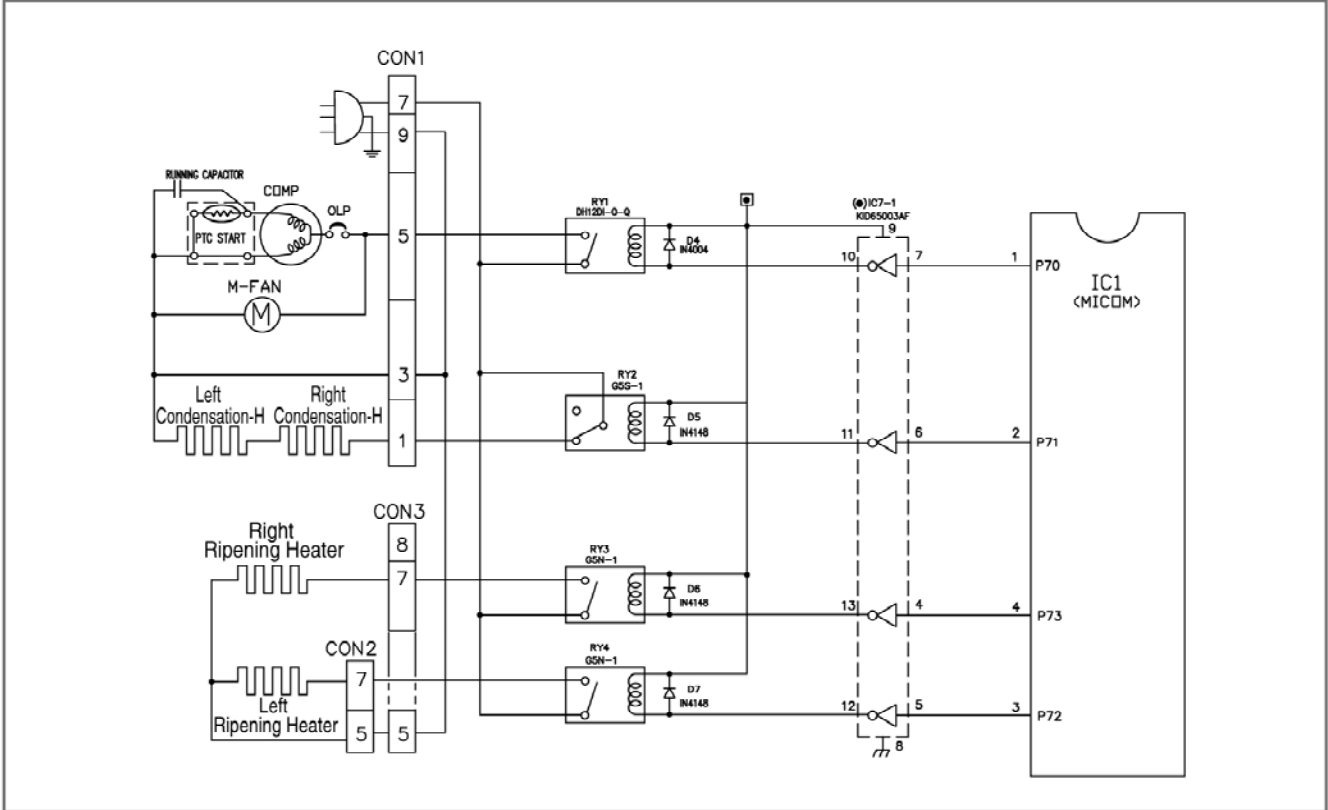 CON1
7
9
RUNNING CAPACITOR
COMP
OLP
PTC START
5
M-FAN
M
3
Left
Condensation-H
Right
Condensation-H
1
RY1
DH12D1-0-Q
D4
IN4004
(●)IC7-1
KID65003AF
9
10
7
1
P70
IC1
(MICOM)
RY2
G5S-1
D5
IN4148
11
6
2
P71
CON3
8
7
Right
Ripening Heater
RY3
G5N-1
D6
IN4148
13
4
4
P73
CON2
7
5
5
Left
Ripening Heater
RY4
G5N-1
D7
IN4148
12
5
3
P72
8